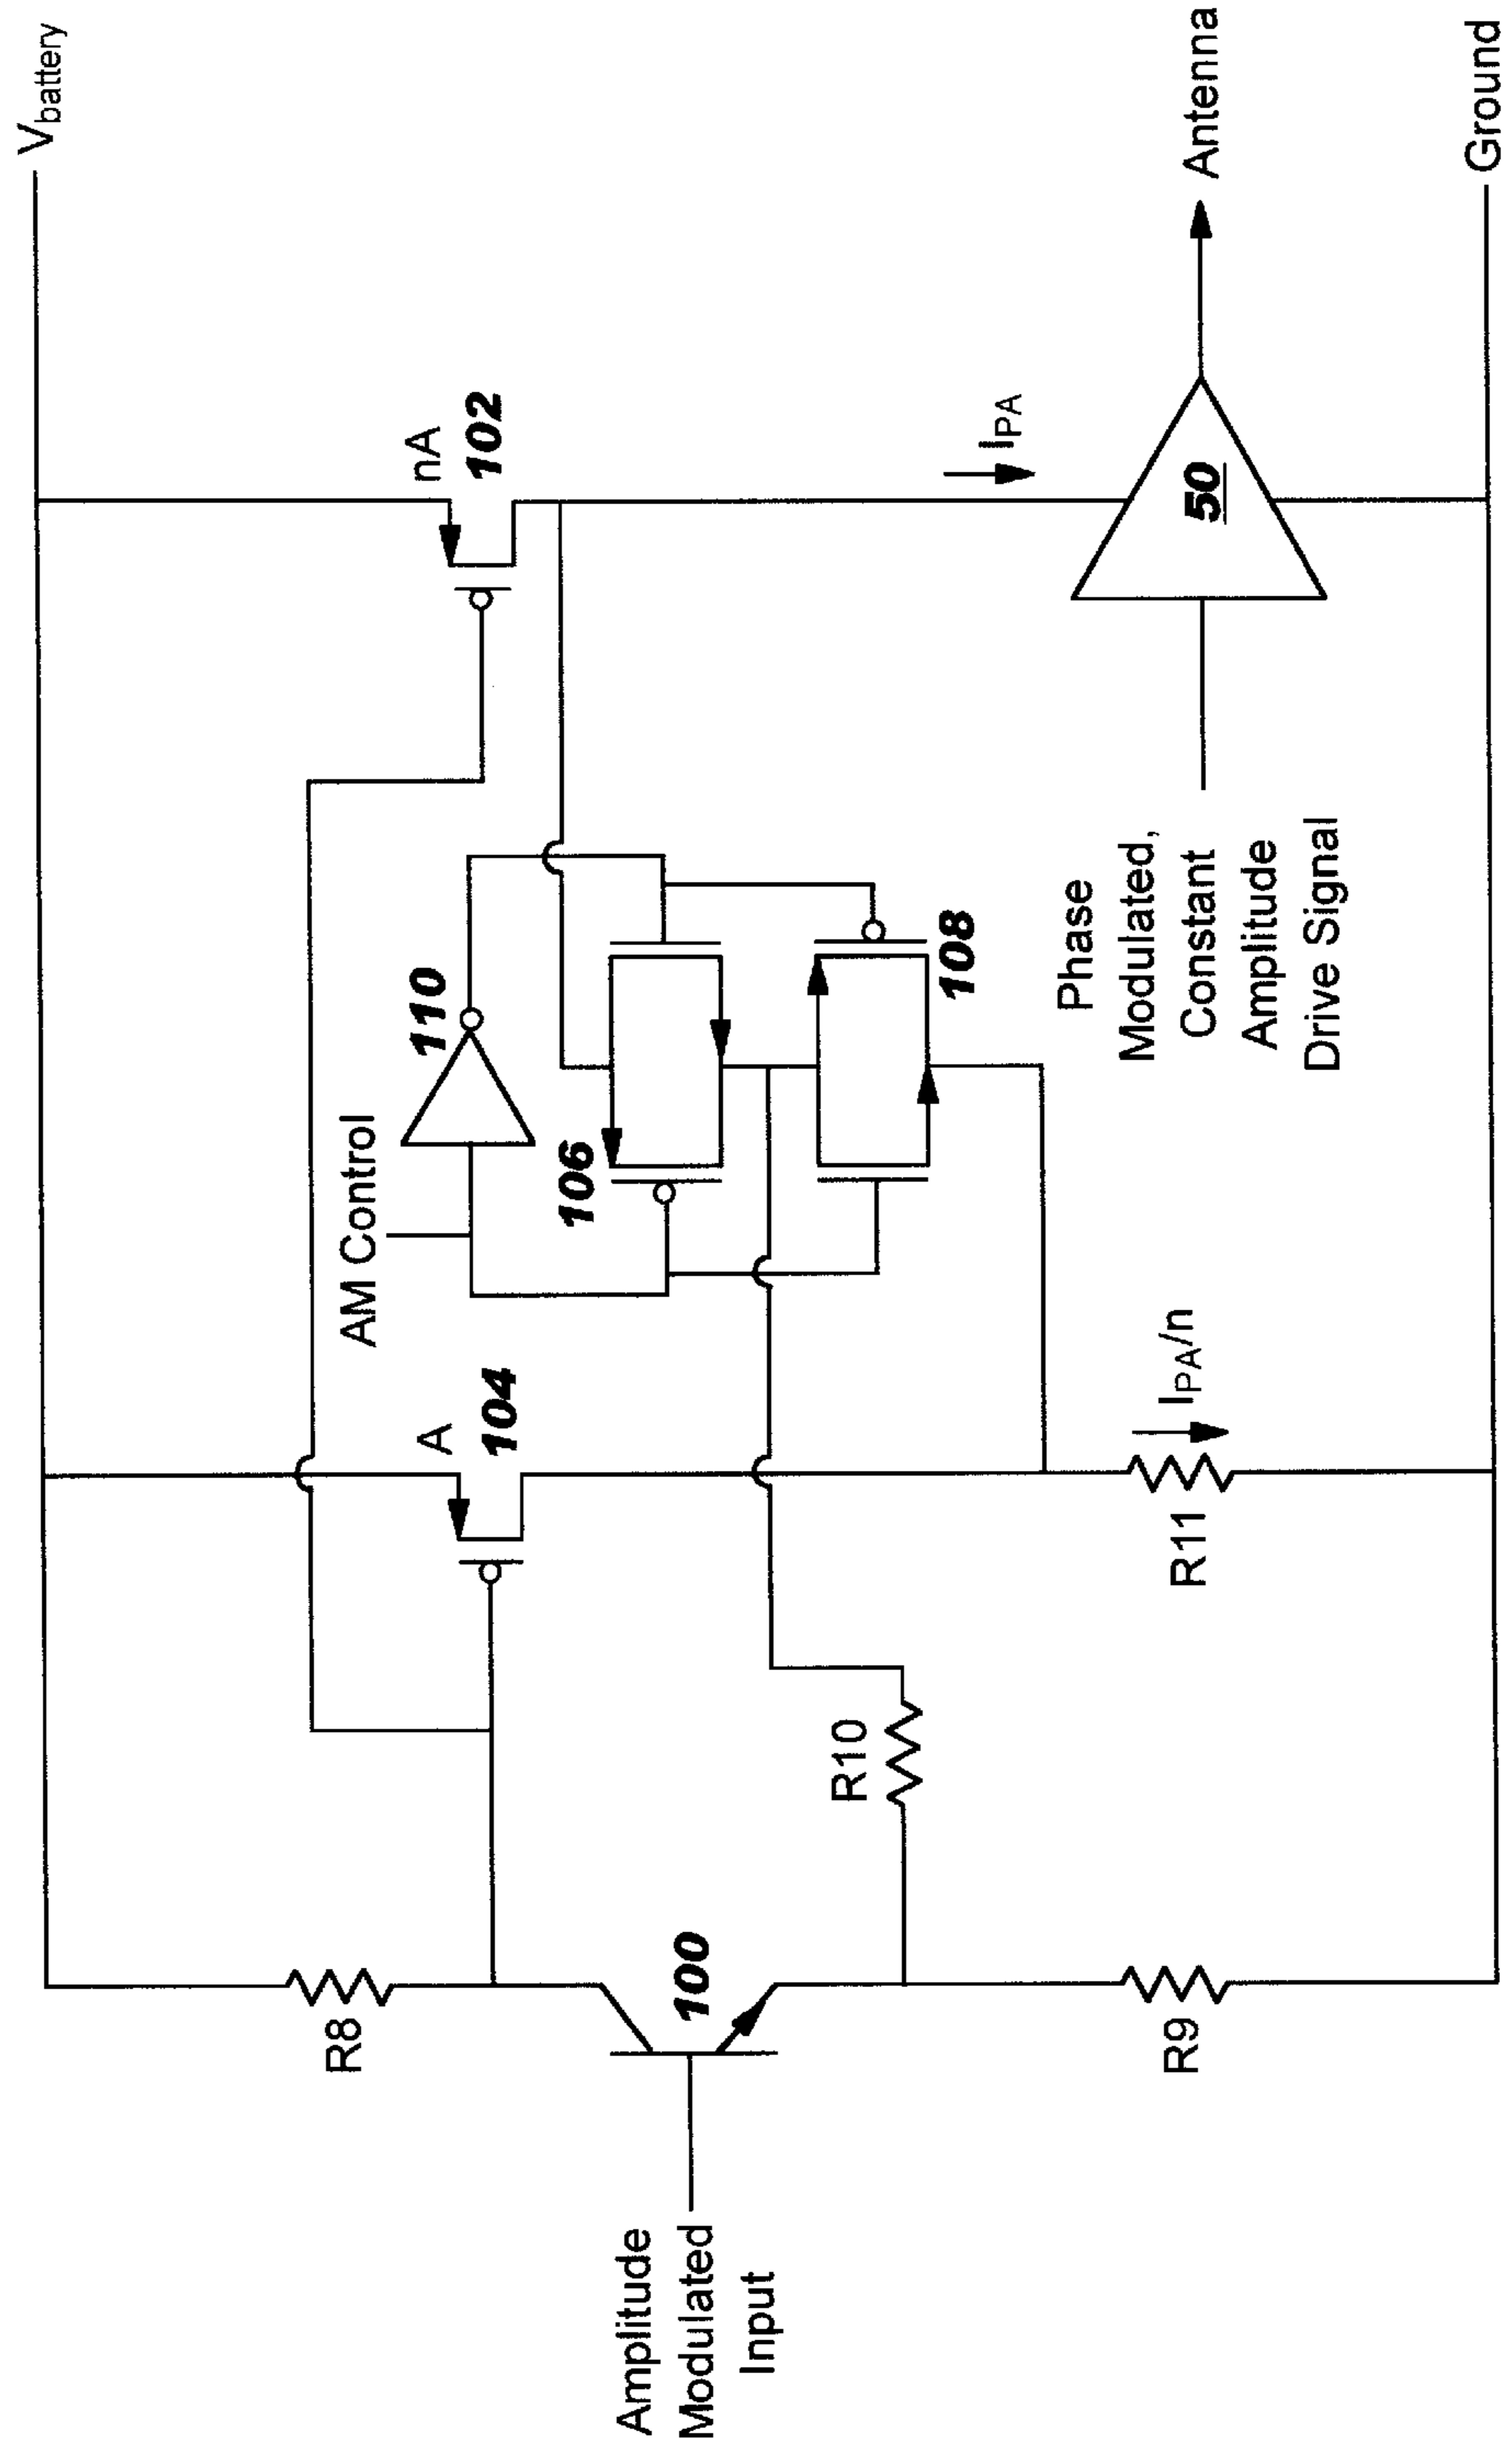 V_battery
nA
102
AM Control
110
A
104
106
108
I_PA
50
Antenna
R8
100
Amplitude
Modulated
Input
R10
Phase
Modulated,
Constant
Amplitude
Drive Signal
I_PA/n
R11
R9
Ground